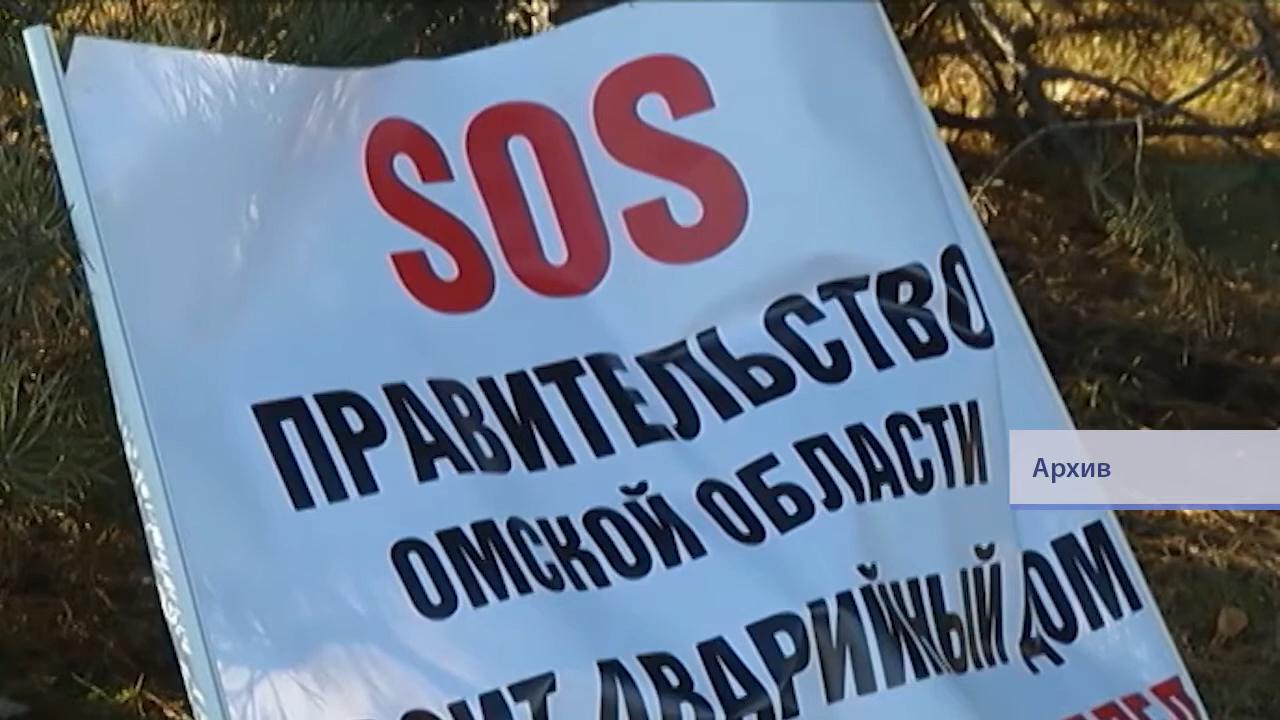 SOS
ПРАВИТЕЛЬСТВО
ОМСКОЙ ОБЛАСТИ
АВАРИЙНЫЙ ДОМ
Архив